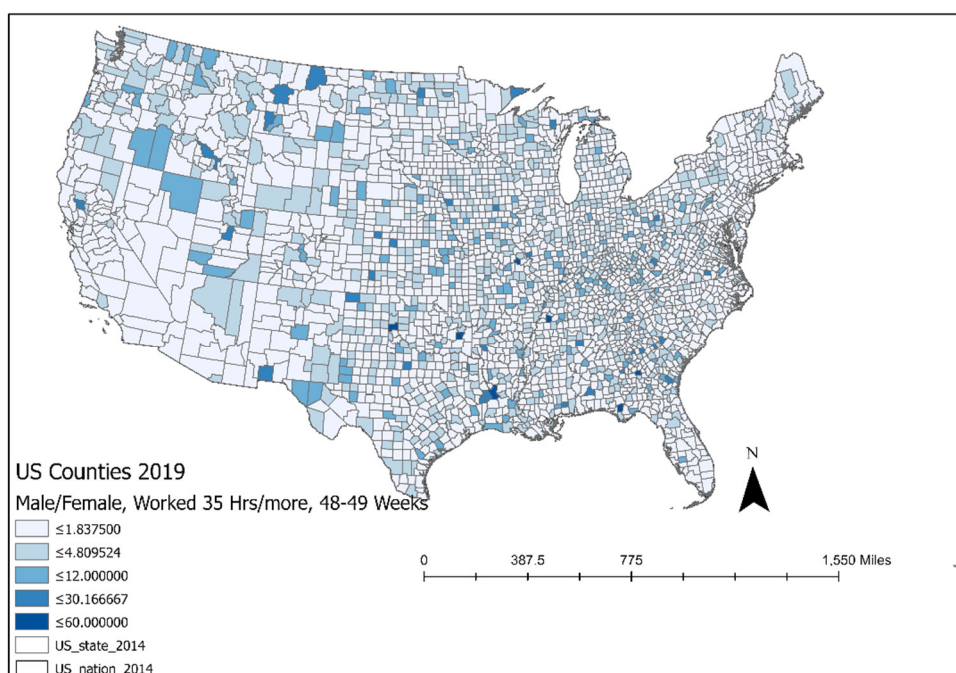 N
US Counties 2019
Male/Female, Worked 35 Hrs/more, 48-49 Weeks
≤1.837500
≤4.809524
≤12.000000
≤30.166667
≤60.000000
US_state_2014
US_nation_2014
0 387.5 775 1,550 Miles